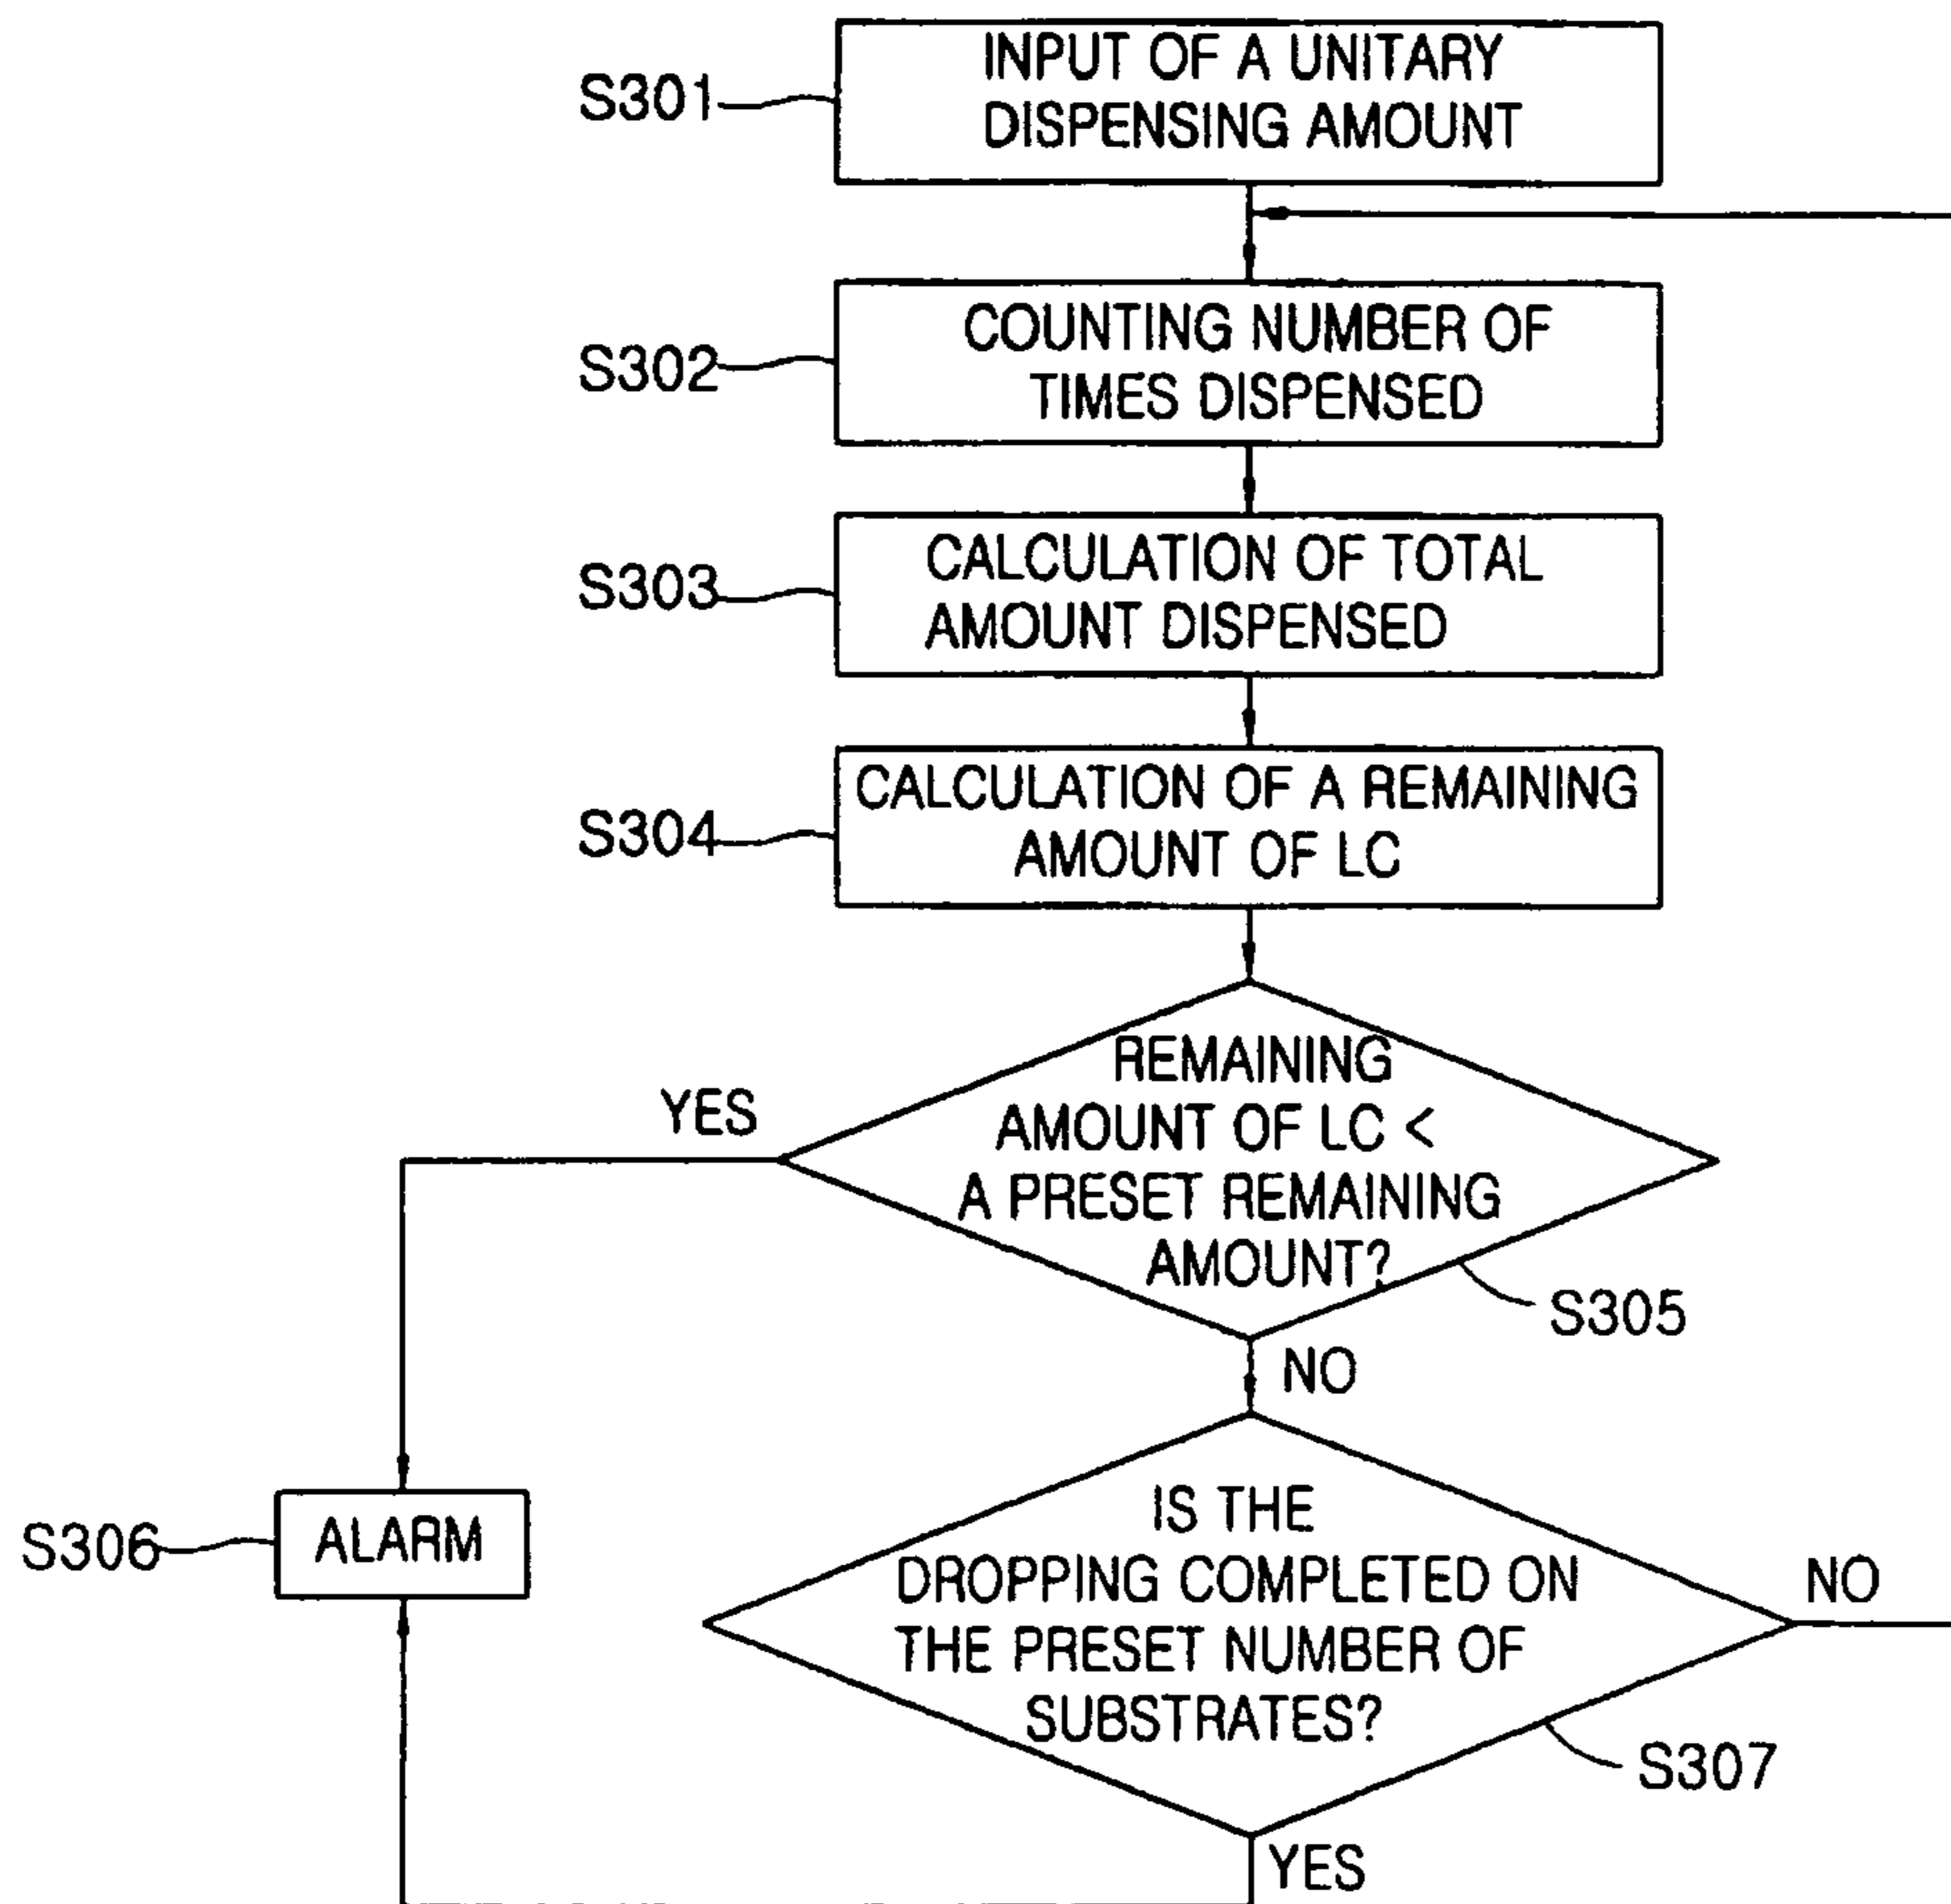 S301
INPUT OF A UNITARY
DISPENSING AMOUNT
S302
COUNTING NUMBER OF
TIMES DISPENSED
S303
CALCULATION OF TOTAL
AMOUNT DISPENSED
S304
CALCULATION OF A REMAINING
AMOUNT OF LC
REMAINING
AMOUNT OF LC <
A PRESET REMAINING
AMOUNT?
YES
S305
NO
S306
ALARM
IS THE
DROPPING COMPLETED ON
THE PRESET NUMBER OF
SUBSTRATES?
NO
S307
YES